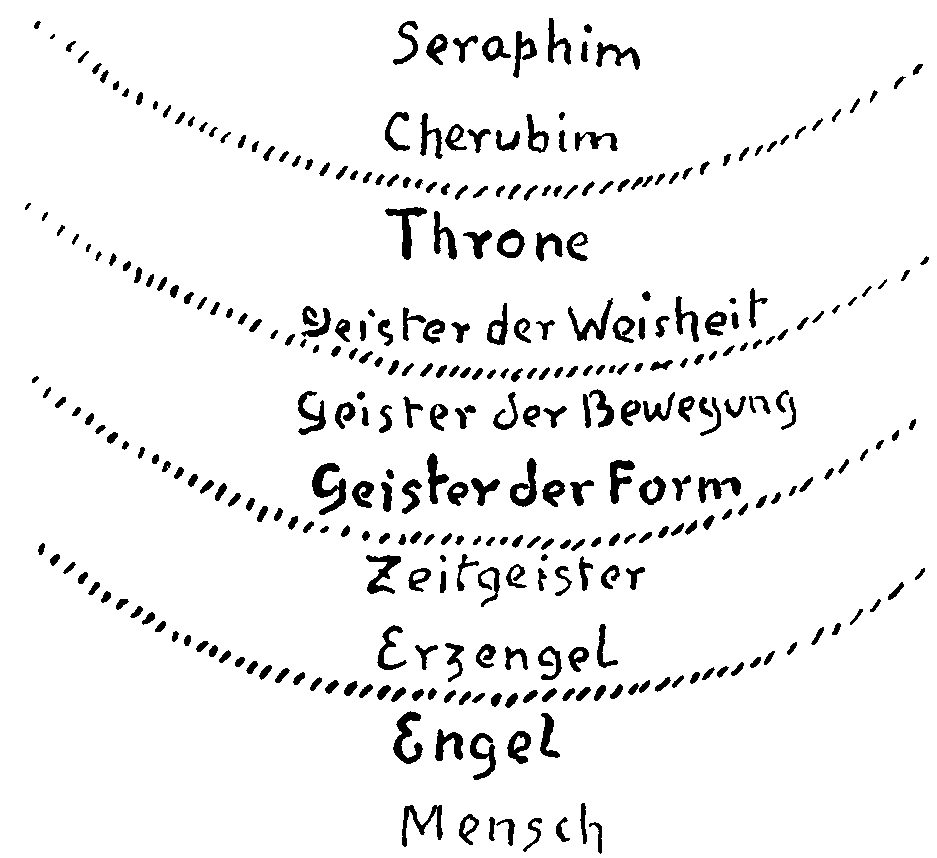 Seraphim
Cherubim
Throne
Geister der Weisheit
Geister der Bewegung
Geister der Form
Zeitgeister
Erzengel
Engel
Mensch